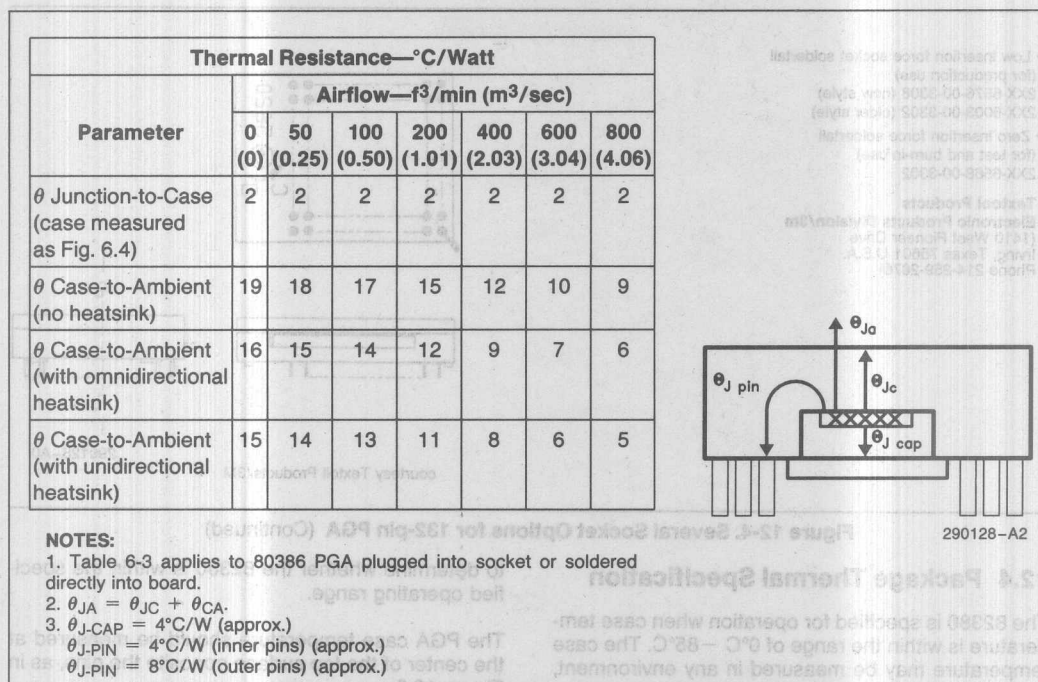 Thermal Resistance—°C/Watt
Parameter
Airflow—f³/min (m³/sec)
0 50 100 200 400 600 800
(0) (0.25) (0.50) (1.01) (2.03) (3.04) (4.06)
θ Junction-to-Case (case measured as Fig. 6.4) 2 2 2 2 2 2 2
θ Case-to-Ambient (no heatsink) 19 18 17 15 12 10 9
θ Case-to-Ambient (with omnidirectional heatsink) 16 15 14 12 9 7 6
θ Case-to-Ambient (with unidirectional heatsink) 15 14 13 11 8 6 5
θJa
θJ pin
θJc
θJ cap
290128–A2
NOTES:
1. Table 6-3 applies to 80386 PGA plugged into socket or soldered
directly into board.
2. θJA = θJC + θCA.
3. θJ-CAP = 4°C/W (approx.)
θJ-PIN = 4°C/W (inner pins) (approx.)
θJ-PIN = 8°C/W (outer pins) (approx.)